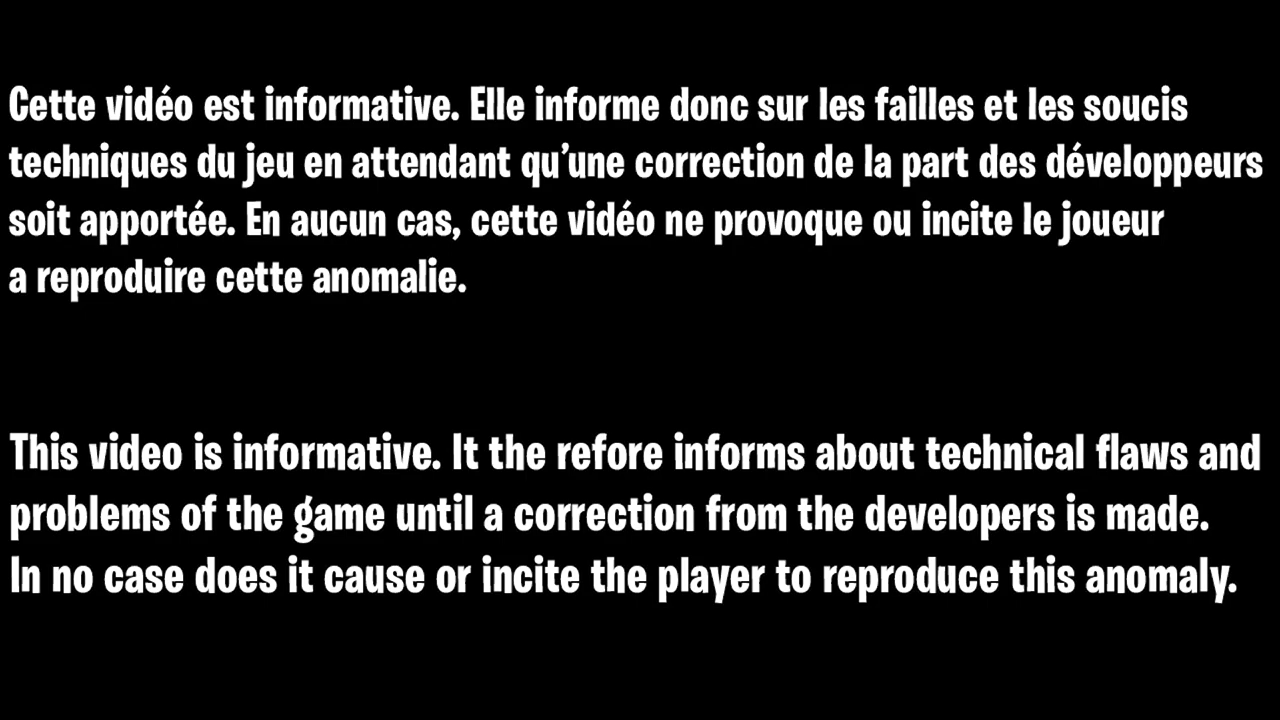 Cette vidéo est informative. Elle informe donc sur les failles et les soucis
techniques du jeu en attendant qu’une correction de la part des développeurs
soit apportée. En aucun cas, cette vidéo ne provoque ou incite le joueur
a reproduire cette anomalie.
This video is informative. It the refore informs about technical flaws and
problems of the game until a correction from the developers is made.
In no case does it cause or incite the player to reproduce this anomaly.